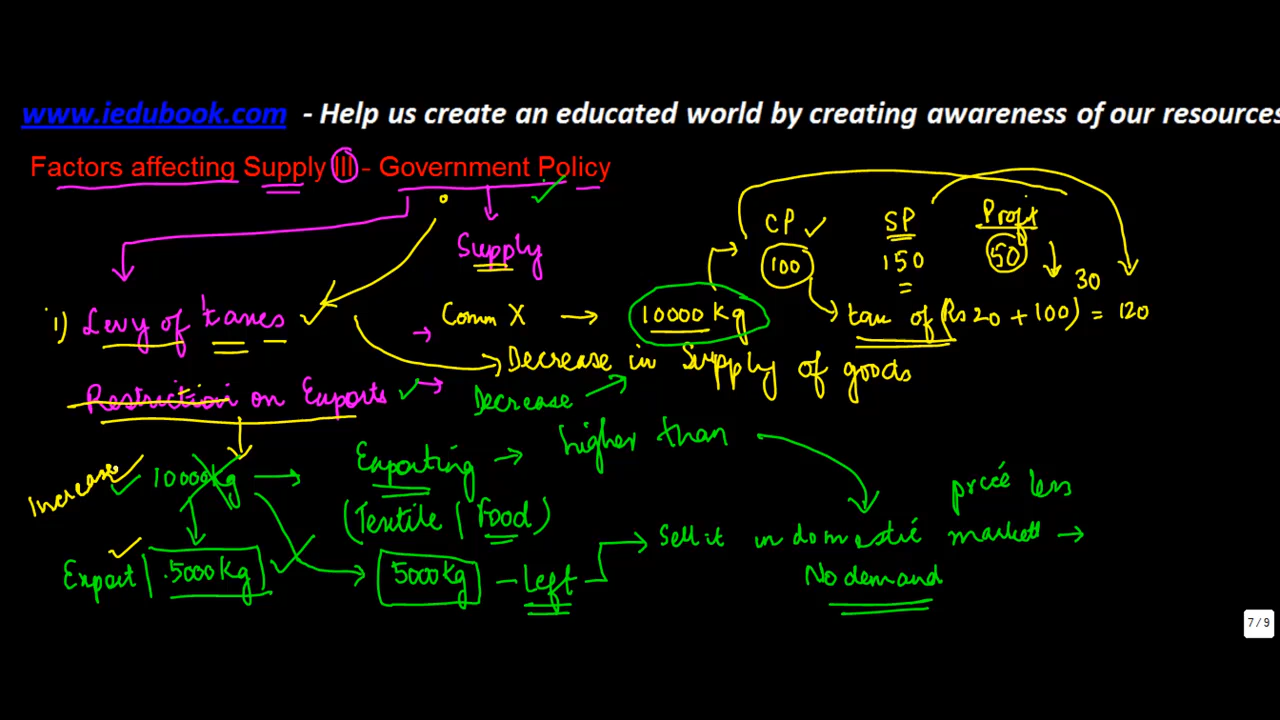 www.iedubook.com - Help us create an educated world by creating awareness of our resources
Factors affecting Supply III - Government Policy
CP SP Profit
Supply
100 150 50
30
i) Levy of taxes
Comm X → 10000 Kg
tax of (Rs 20 + 100) = 120
Decrease in Supply of goods
Restriction on Exports
Decrease
higher than
Increase
10000 Kg → Exporting →
price less
(Textile / Food)
Sell it in domestic market →
Export 5000 Kg
5000 Kg - Left
No demand
7 / 9